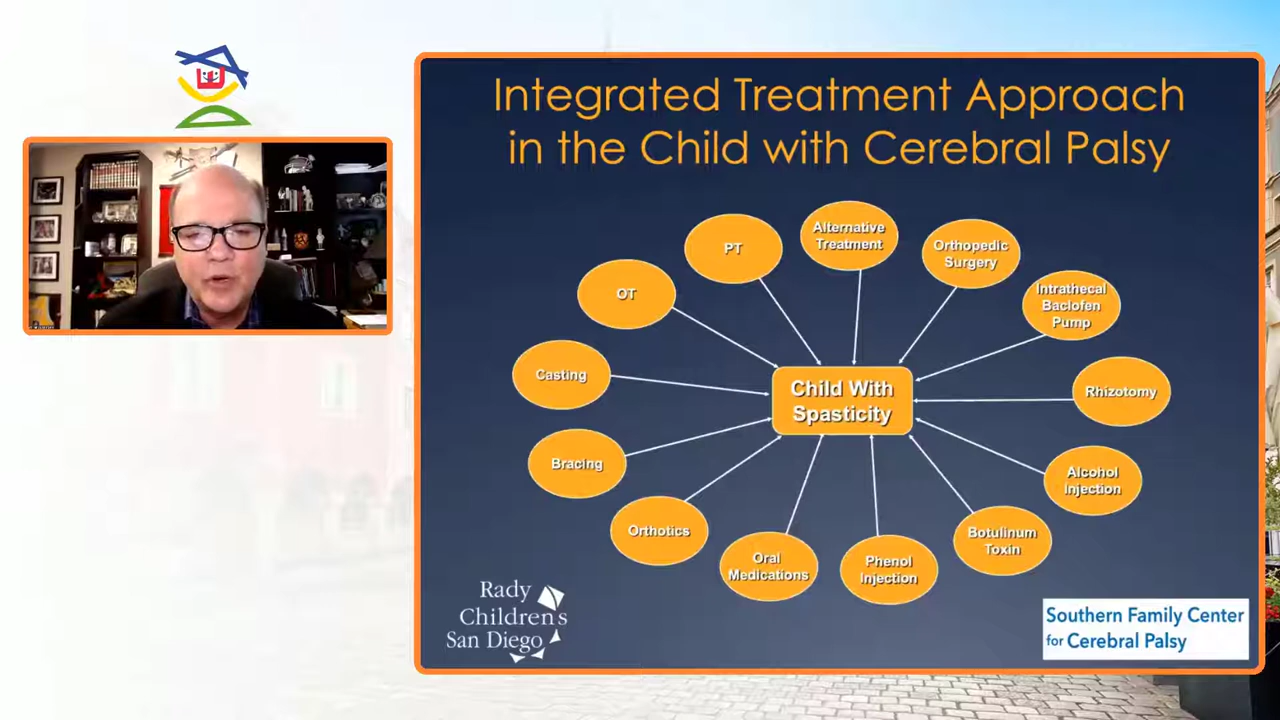 Integrated Treatment Approach
in the Child with Cerebral Palsy
Alternative
Treatment
PT
Orthopedic
Surgery
OT
Intrathecal
Baclofen
Pump
Casting
Child With
Spasticity
Rhizotomy
Bracing
Alcohol
Injection
Orthotics
Botulinum
Toxin
Oral
Medications
Phenol
Injection
Rady
Children's
San Diego
Southern Family Center
for Cerebral Palsy